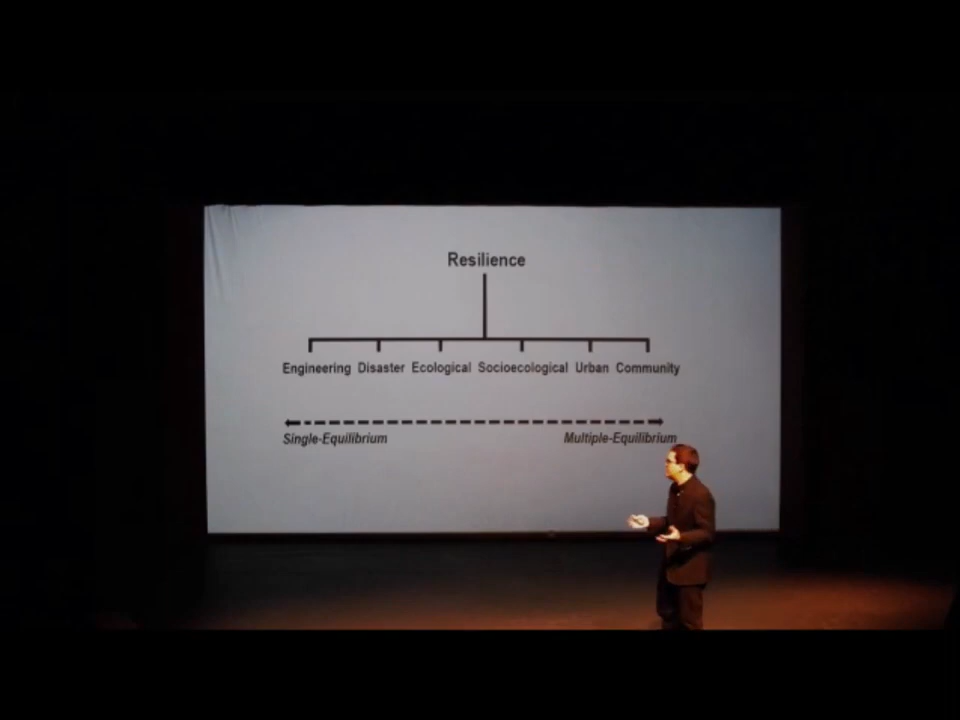 Resilience
Engineering Disaster Ecological Socioecological Urban Community
Single-Equilibrium Multiple-Equilibrium